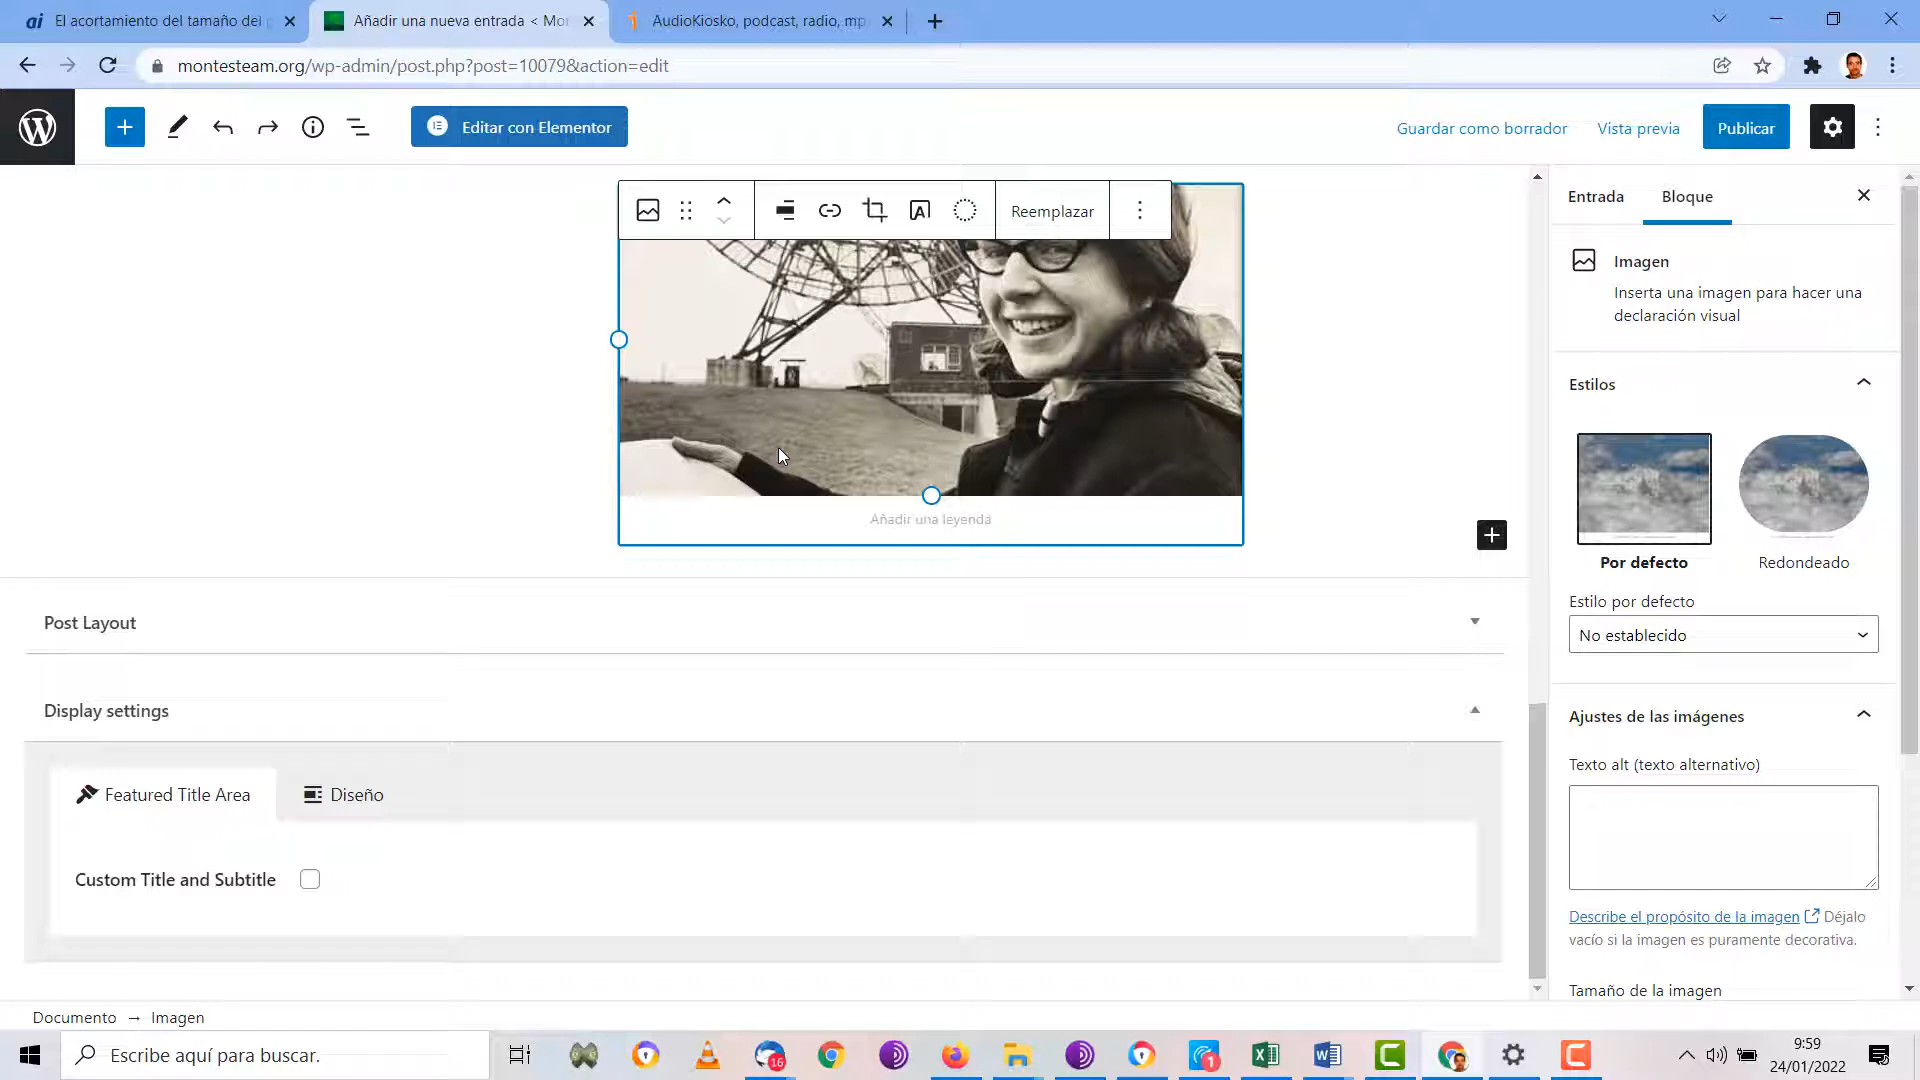 El acortamiento del tamaño del p
Añadir una nueva entrada < Mon
AudioKiosko, podcast, radio, mp
montesteam.org/wp-admin/post.php?post=10079&action=edit
Editar con Elementor
Guardar como borrador
Vista previa
Publicar
Reemplazar
Añadir una leyenda
Entrada
Bloque
Imagen
Inserta una imagen para hacer una
declaración visual
Estilos
Por defecto
Redondeado
Estilo por defecto
No establecido
Ajustes de las imágenes
Texto alt (texto alternativo)
Describe el propósito de la imagen Déjalo
vacío si la imagen es puramente decorativa.
Tamaño de la imagen
Post Layout
Display settings
Featured Title Area
Diseño
Custom Title and Subtitle
Documento → Imagen
Escribe aquí para buscar.
16
1
9:59
24/01/2022